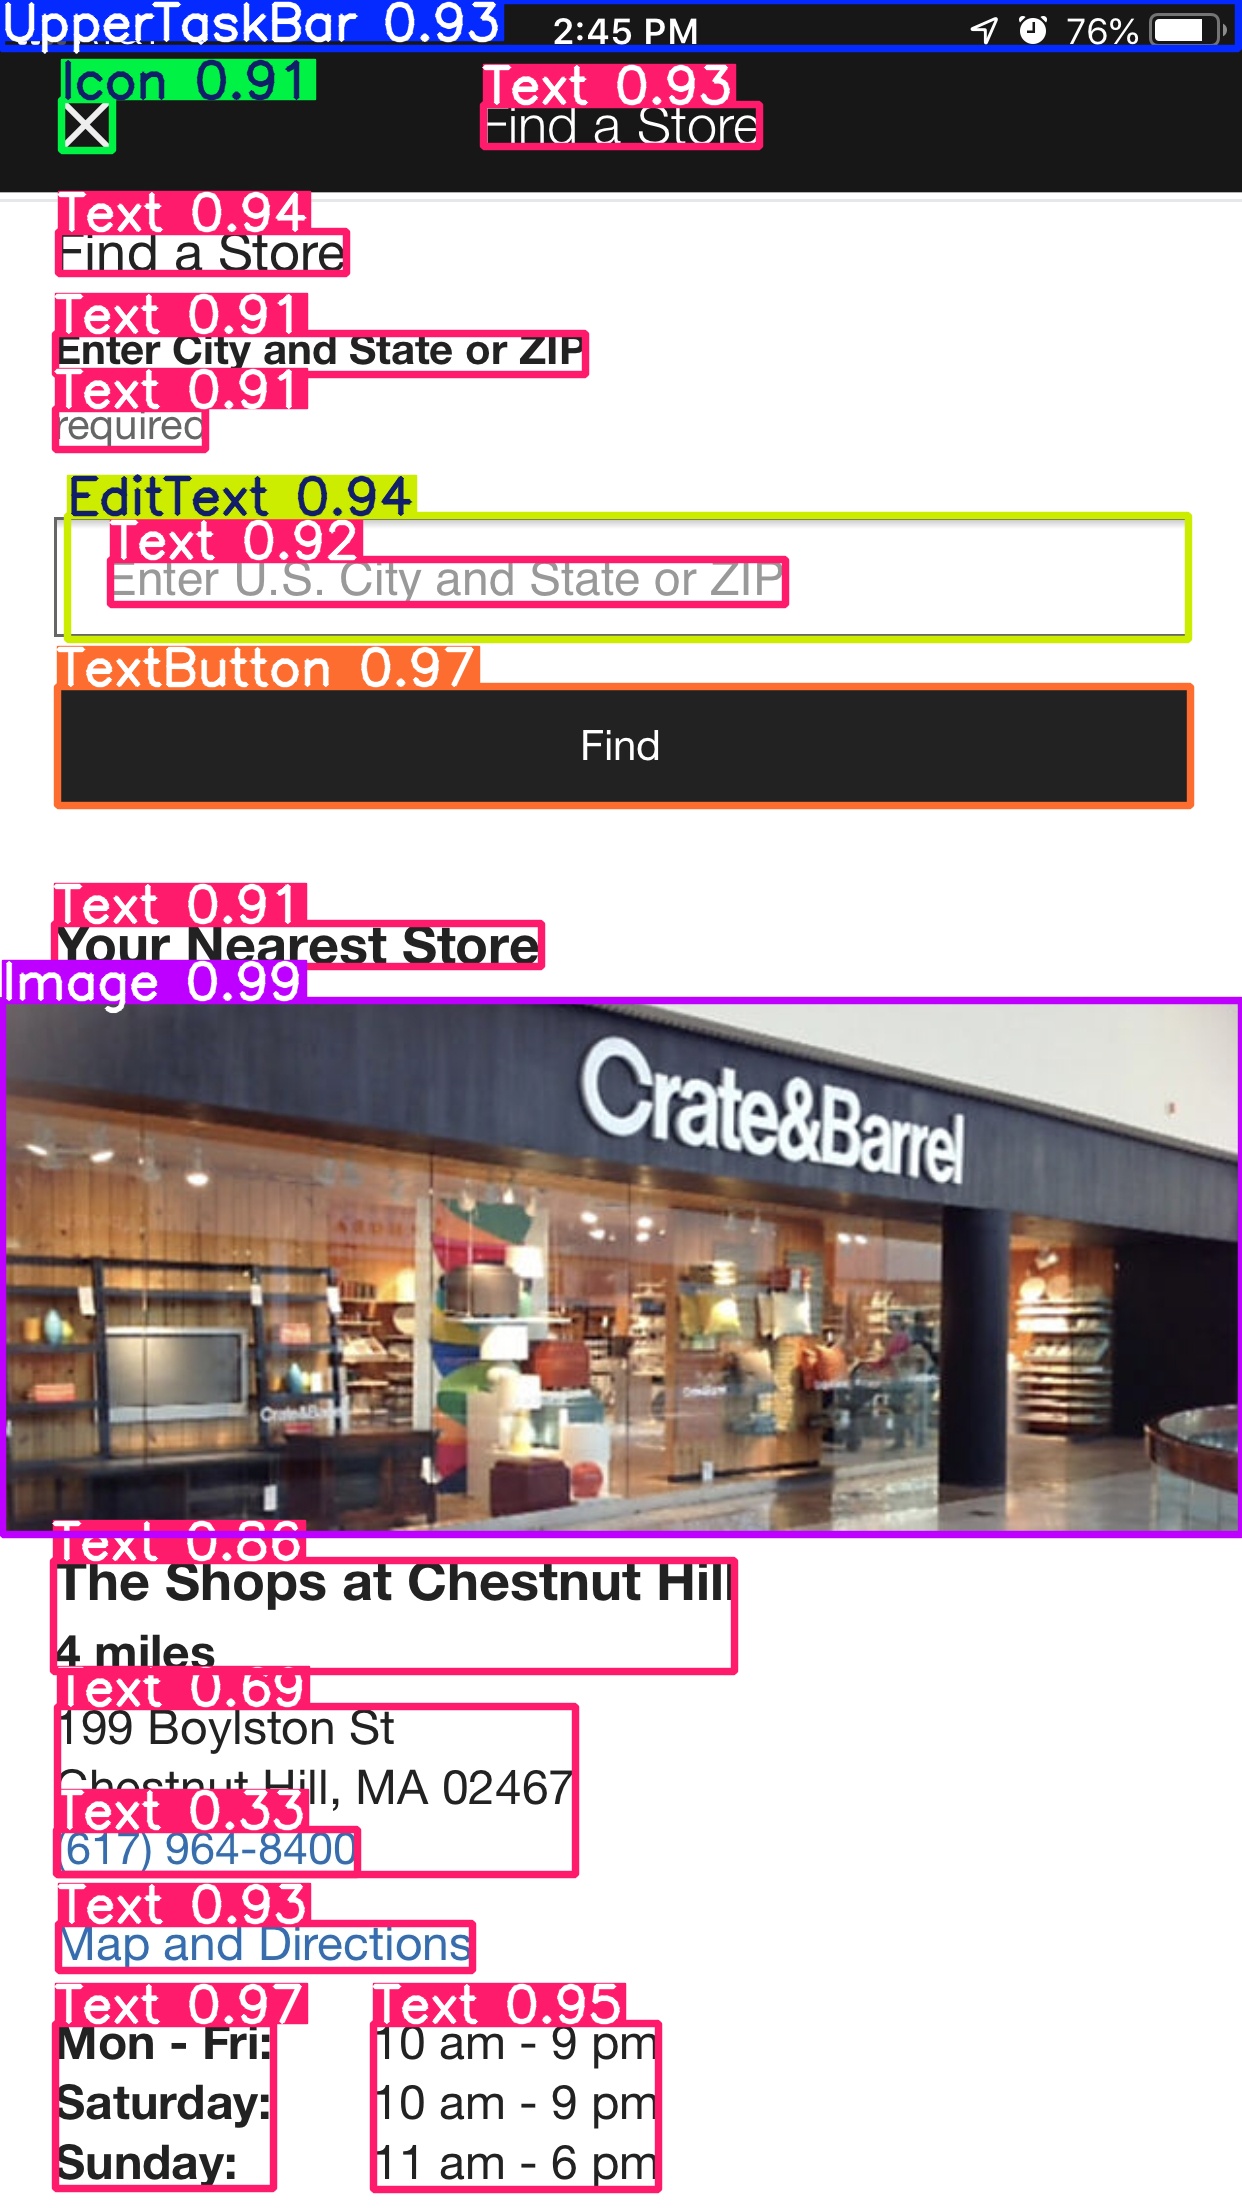 UpperTaskBar 0.93
2:45 PM
76%
Icon 0.91
Text 0.93
Find a Store
Text 0.94
Find a Store
Text 0.91
Enter City and State or ZIP
Text 0.91
required
EditText 0.94
Text 0.92
Enter U.S. City and State or ZIP
TextButton 0.97
Find
Text 0.91
Your Nearest Store
Image 0.99
Crate&Barrel
Crate&Barrel
Text 0.86
The Shops at Chestnut Hill
4 miles
Text 0.69
199 Boylston St
Chestnut Hill, MA 02467
Text 0.33
(617) 964-8400
Text 0.93
Map and Directions
Text 0.97 Text 0.95
Mon - Fri: 10 am - 9 pm
Saturday: 10 am - 9 pm
Sunday: 11 am - 6 pm